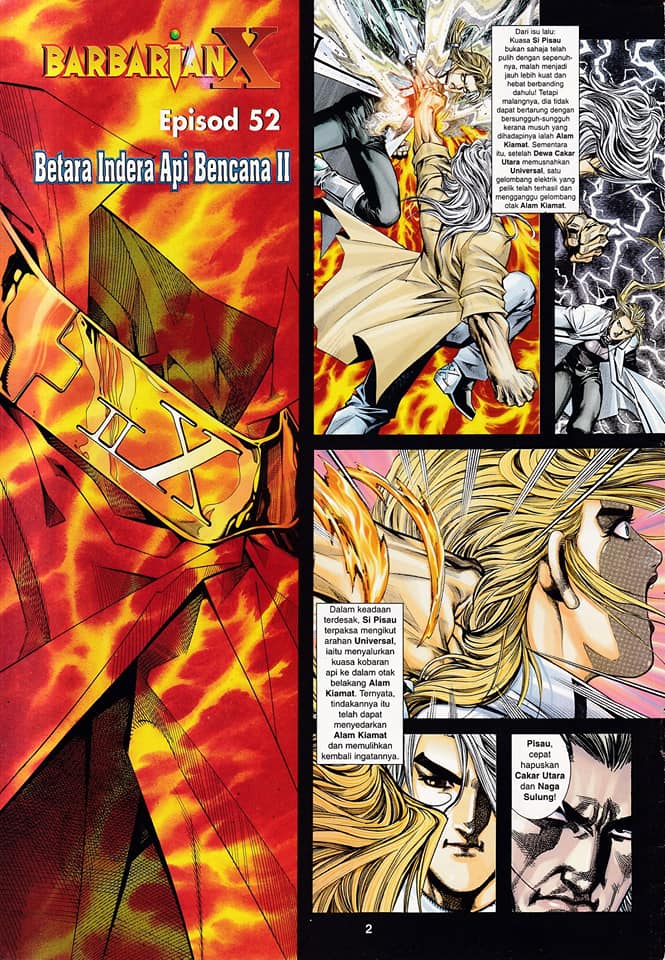 BARBARIAN X
Episod 52
Betara Indera Api Bencana II
II X
Dari isu lalu:
Kuasa Si Pisau
bukan sahaja telah
pulih dengan sepenuh-
nya, malah menjadi
jauh lebih kuat dan
hebat berbanding
dahulu! Tetapi
malangnya, dia tidak
dapat bertarung dengan
bersungguh-sungguh
kerana musuh yang
dihadapinya ialah Alam
Kiamat. Sementara
itu, setelah Dewa Cakar
Utara memusnahkan
Universal, satu
gelombang elektrik yang
pelik telah terhasil dan
mengganggu gelombang
otak Alam Kiamat.
Dalam keadaan
terdesak, Si Pisau
terpaksa mengikut
arahan Universal,
iaitu menyalurkan
kuasa kobaran
api ke dalam otak
belakang Alam
Kiamat. Ternyata,
tindakannya itu
telah dapat
menyedarkan
Alam Kiamat
dan memulihkan
kembali ingatannya.
Pisau,
cepat
hapuskan
Cakar Utara
dan Naga
Sulung!
2